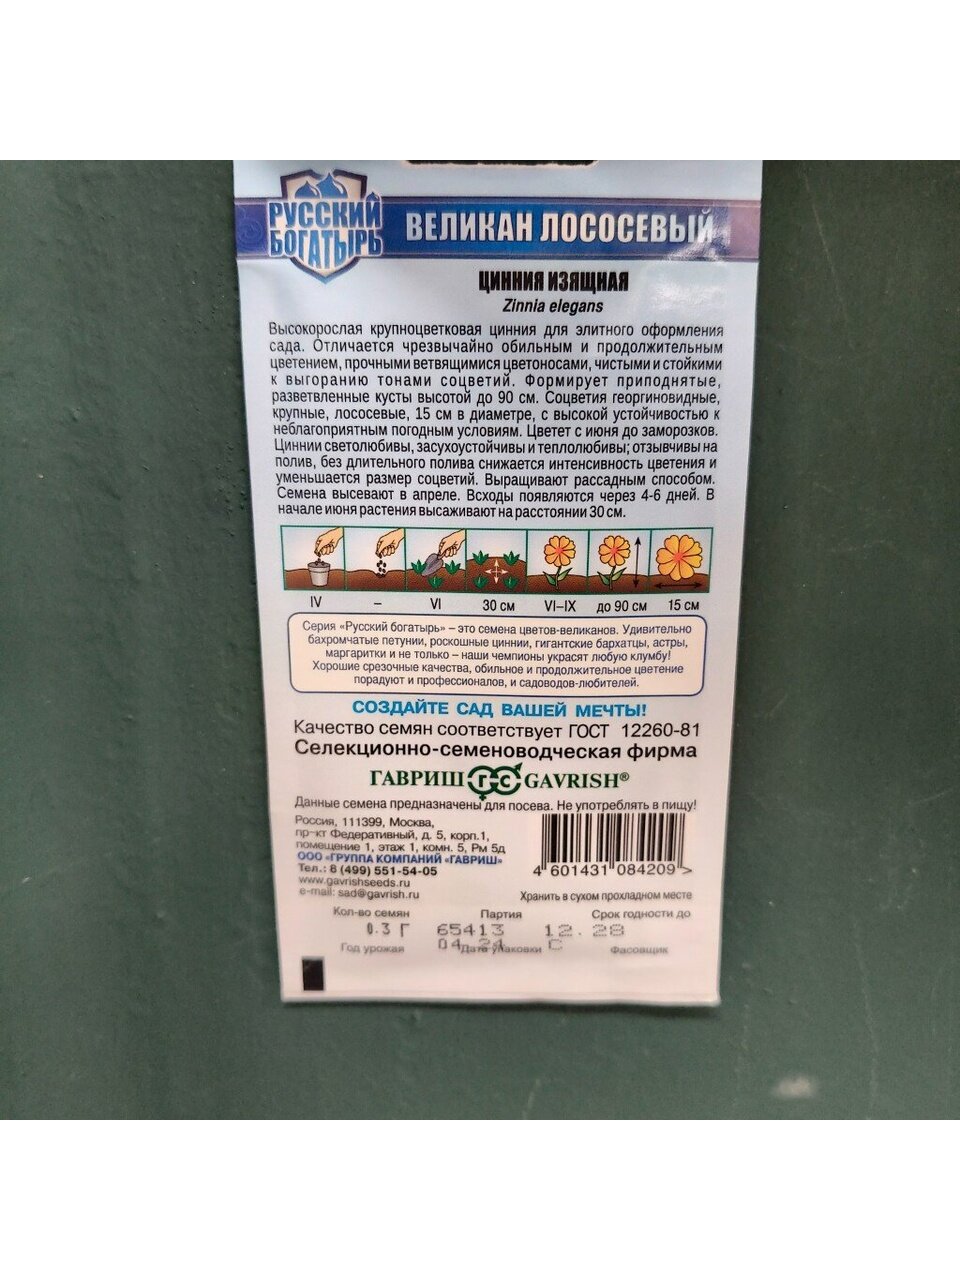 РУССКИЙ
БОГАТЫРЬ
ВЕЛИКАН ЛОСОСЕВЫЙ
ЦИННИЯ ИЗЯЩНАЯ
Zinnia elegans
Высокорослая крупноцветковая цинния для элитного оформления
сада. Отличается чрезвычайно обильным и продолжительным
цветением, прочными ветвящимися цветоносами, чистыми и стойкими
к выгоранию тонами соцветий. Формирует приподнятые,
разветвленные кусты высотой до 90 см. Соцветия георгиновидные,
крупные, лососевые, 15 см в диаметре, с высокой устойчивостью к
неблагоприятным погодным условиям. Цветет с июня до заморозков.
Циннии светолюбивы, засухоустойчивы и теплолюбивы; отзывчивы на
полив, без длительного полива снижается интенсивность цветения и
уменьшается размер соцветий. Выращивают рассадным способом.
Семена высевают в апреле. Всходы появляются через 4-6 дней. В
начале июня растения высаживают на расстоянии 30 см.
IV – VI 30 см VI–IX до 90 см 15 см
Серия «Русский богатырь» – это семена цветов-великанов. Удивительно
бахромчатые петунии, роскошные циннии, гигантские бархатцы, астры,
маргаритки и не только – наши чемпионы украсят любую клумбу!
Хорошие срезочные качества, обильное и продолжительное цветение
порадуют и профессионалов, и садоводов-любителей.
СОЗДАЙТЕ САД ВАШЕЙ МЕЧТЫ!
Качество семян соответствует ГОСТ 12260-81
Селекционно-семеноводческая фирма
ГАВРИШ ГС GAVRISH®
Данные семена предназначены для посева. Не употреблять в пищу!
Россия, 111399, Москва,
пр-кт Федеративный, д. 5, корп.1,
помещение 1, этаж 1, комн. 5, Рм 5д
ООО «ГРУППА КОМПАНИЙ «ГАВРИШ»
Тел.: 8 (499) 551-54-05
www.gavrishseeds.ru
e-mail: sad@gavrish.ru
4 601431 084209 >
Хранить в сухом прохладном месте
Кол-во семян Партия Срок годности до
0.3 Г 65413 12.28
04.21 С
Год урожая Дата упаковки Фасовщик